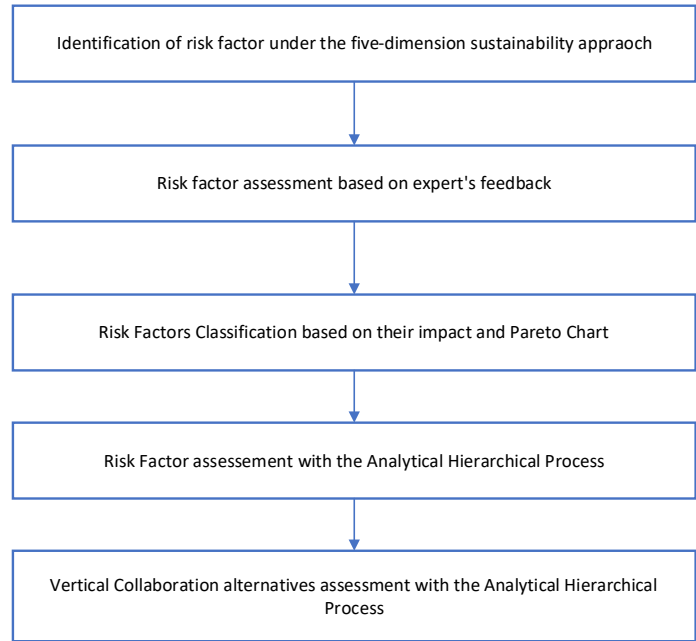 Identification of risk factor under the five-dimension sustainability appraoch
Risk factor assessment based on expert's feedback
Risk Factors Classification based on their impact and Pareto Chart
Risk Factor assessement with the Analytical Hierarchical Process
Vertical Collaboration alternatives assessment with the Analytical Hierarchical
Process